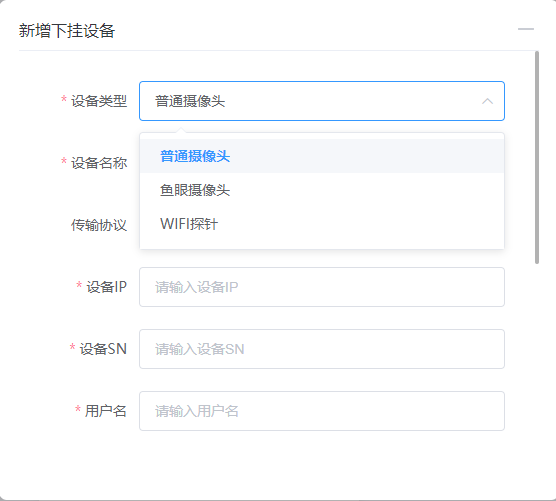 新增下挂设备
* 设备类型
普通摄像头
普通摄像头
* 设备名称
鱼眼摄像头
传输协议
WIFI探针
* 设备IP
请输入设备IP
* 设备SN
请输入设备SN
* 用户名
请输入用户名